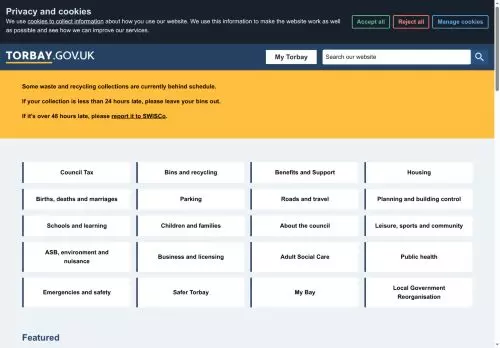 Privacy and cookies
We use cookies to collect information about how you use our website. We use this information to make the website work as well
as possible and see how we can improve our services.
Accept all
Reject all
Manage cookies
TORBAY.GOV.UK
My Torbay
Search our website
Some waste and recycling collections are currently behind schedule.
If your collection is less than 24 hours late, please leave your bins out.
If it's over 48 hours late, please report it to SWISCo.
Council Tax
Bins and recycling
Benefits and Support
Housing
Births, deaths and marriages
Parking
Roads and travel
Planning and building control
Schools and learning
Children and families
About the council
Leisure, sports and community
ASB, environment and
nuisance
Business and licensing
Adult Social Care
Public health
Emergencies and safety
Safer Torbay
My Bay
Local Government
Reorganisation
Featured